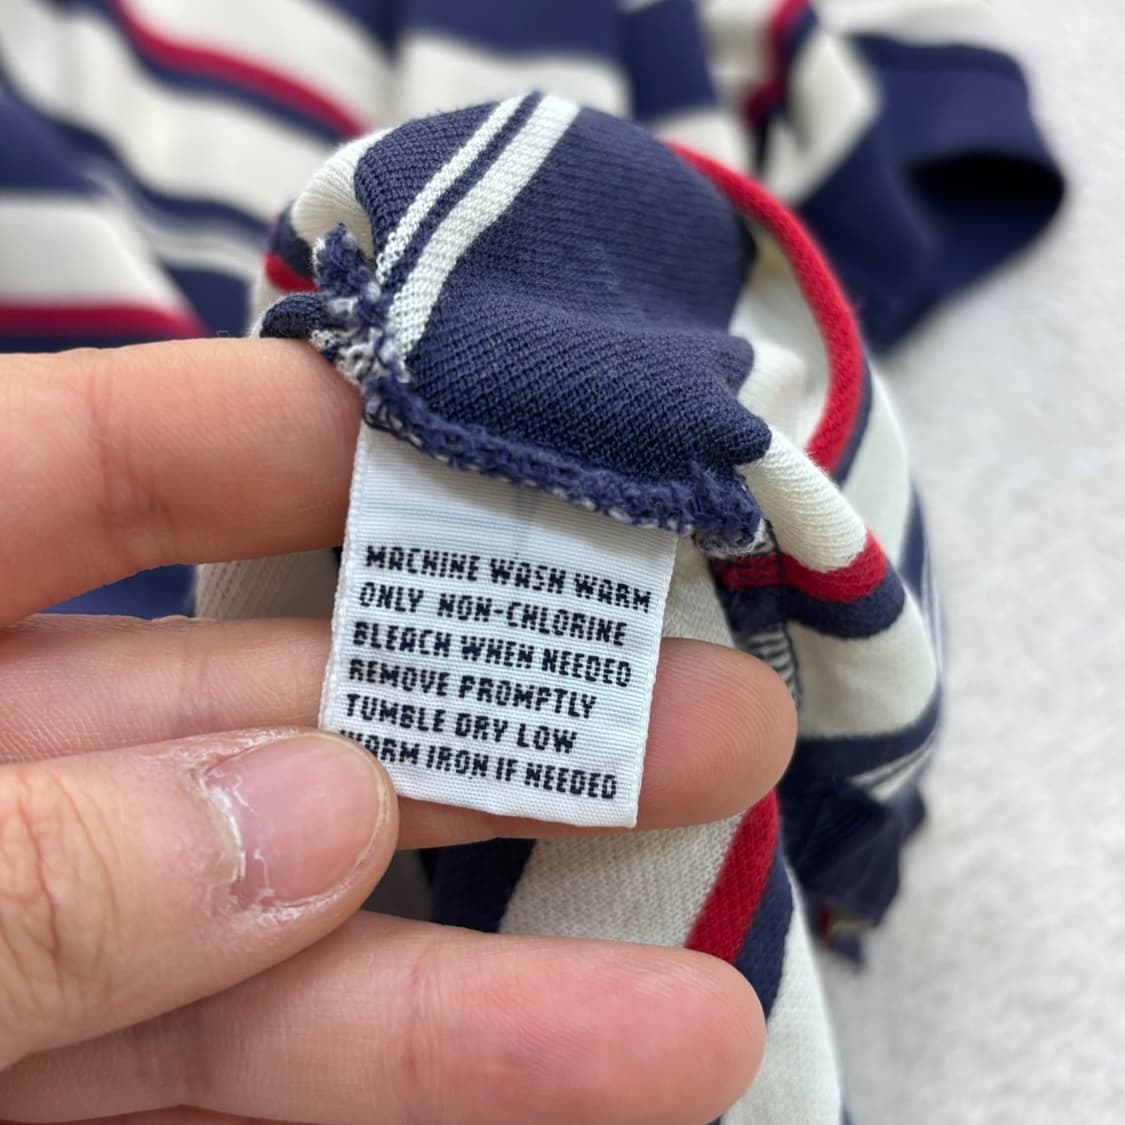 MACHINE WASH WARM
ONLY NON-CHLORINE
BLEACH WHEN NEEDED
REMOVE PROMPTLY
TUMBLE DRY LOW
WARM IRON IF NEEDED